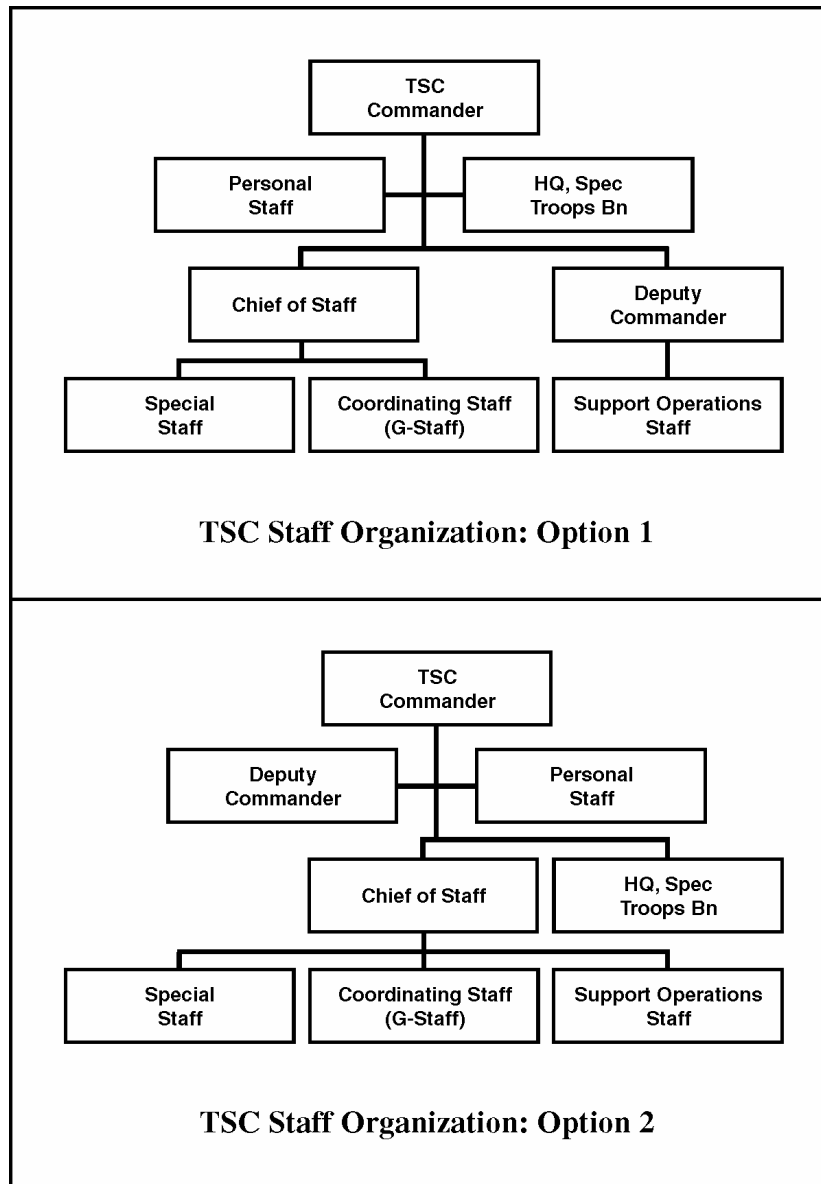 TSC
Commander
Personal
Staff
HQ, Spec
Troops Bn
Chief of Staff
Deputy
Commander
Special
Staff
Coordinating Staff
(G-Staff)
Support Operations
Staff
TSC Staff Organization: Option 1
TSC
Commander
Deputy
Commander
Personal
Staff
Chief of Staff
HQ, Spec
Troops Bn
Special
Staff
Coordinating Staff
(G-Staff)
Support Operations
Staff
TSC Staff Organization: Option 2